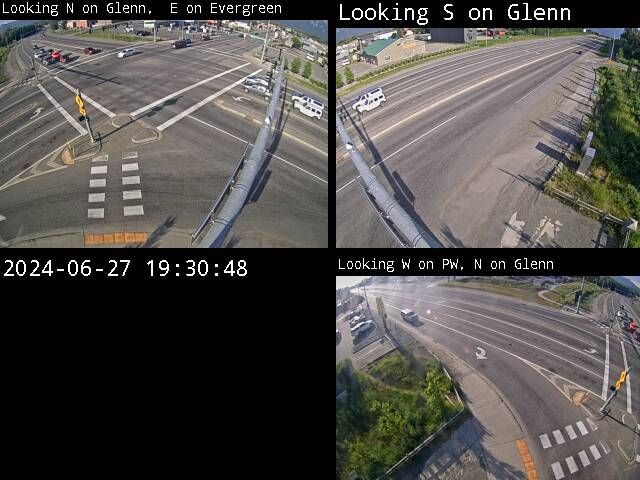 Looking N on Glenn,  E on Evergreen
Looking S on Glenn
2024-06-27 19:30:48
Looking W on PW, N on Glenn